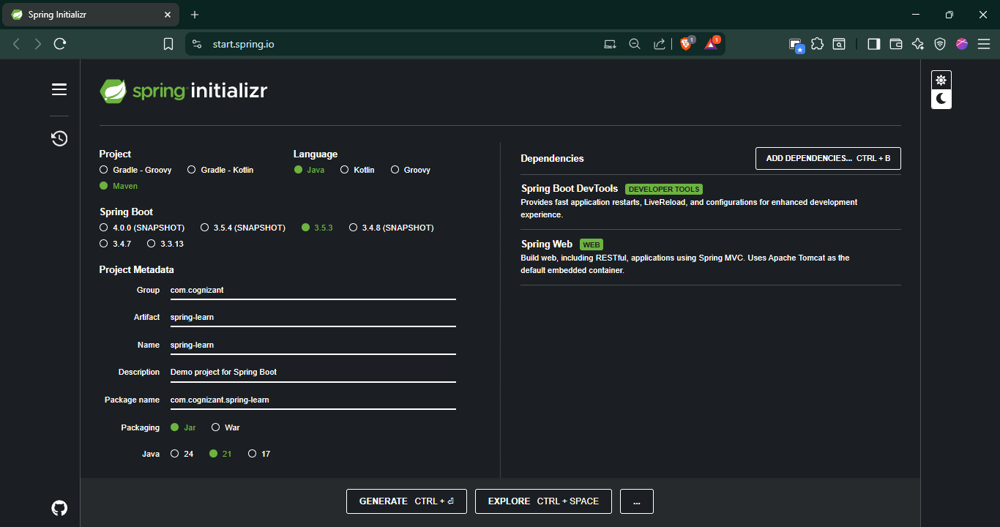 Spring Initializr
start.spring.io
1
1
spring initializr
Project
Gradle - Groovy
Gradle - Kotlin
Maven
Language
Java
Kotlin
Groovy
Spring Boot
4.0.0 (SNAPSHOT)
3.5.4 (SNAPSHOT)
3.5.3
3.4.8 (SNAPSHOT)
3.4.7
3.3.13
Project Metadata
Group
com.cognizant
Artifact
spring-learn
Name
spring-learn
Description
Demo project for Spring Boot
Package name
com.cognizant.spring-learn
Packaging
Jar
War
Java
24
21
17
Dependencies
ADD DEPENDENCIES... CTRL + B
Spring Boot DevTools
DEVELOPER TOOLS
Provides fast application restarts, LiveReload, and configurations for enhanced development
experience.
Spring Web
WEB
Build web, including RESTful, applications using Spring MVC. Uses Apache Tomcat as the
default embedded container.
GENERATE CTRL + ⏎
EXPLORE CTRL + SPACE
...